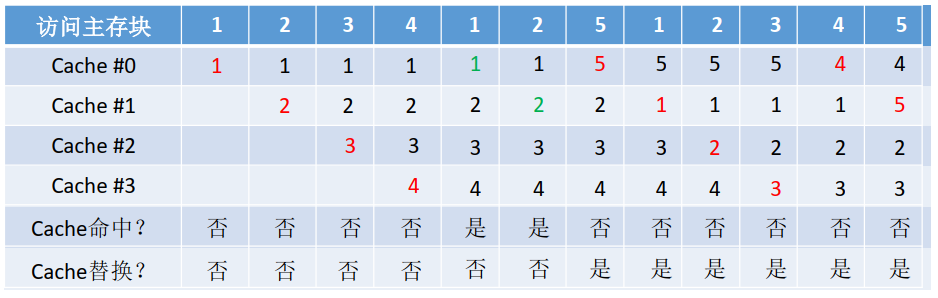 访问主存块 1 2 3 4 1 2 5 1 2 3 4 5
Cache #0 1 1 1 1 1 1 5 5 5 5 4 4
Cache #1 2 2 2 2 2 2 1 1 1 1 5
Cache #2 3 3 3 3 3 3 2 2 2 2
Cache #3 4 4 4 4 4 4 3 3 3
Cache命中？ 否 否 否 否 是 是 否 否 否 否 否 否
Cache替换？ 否 否 否 否 否 否 是 是 是 是 是 是